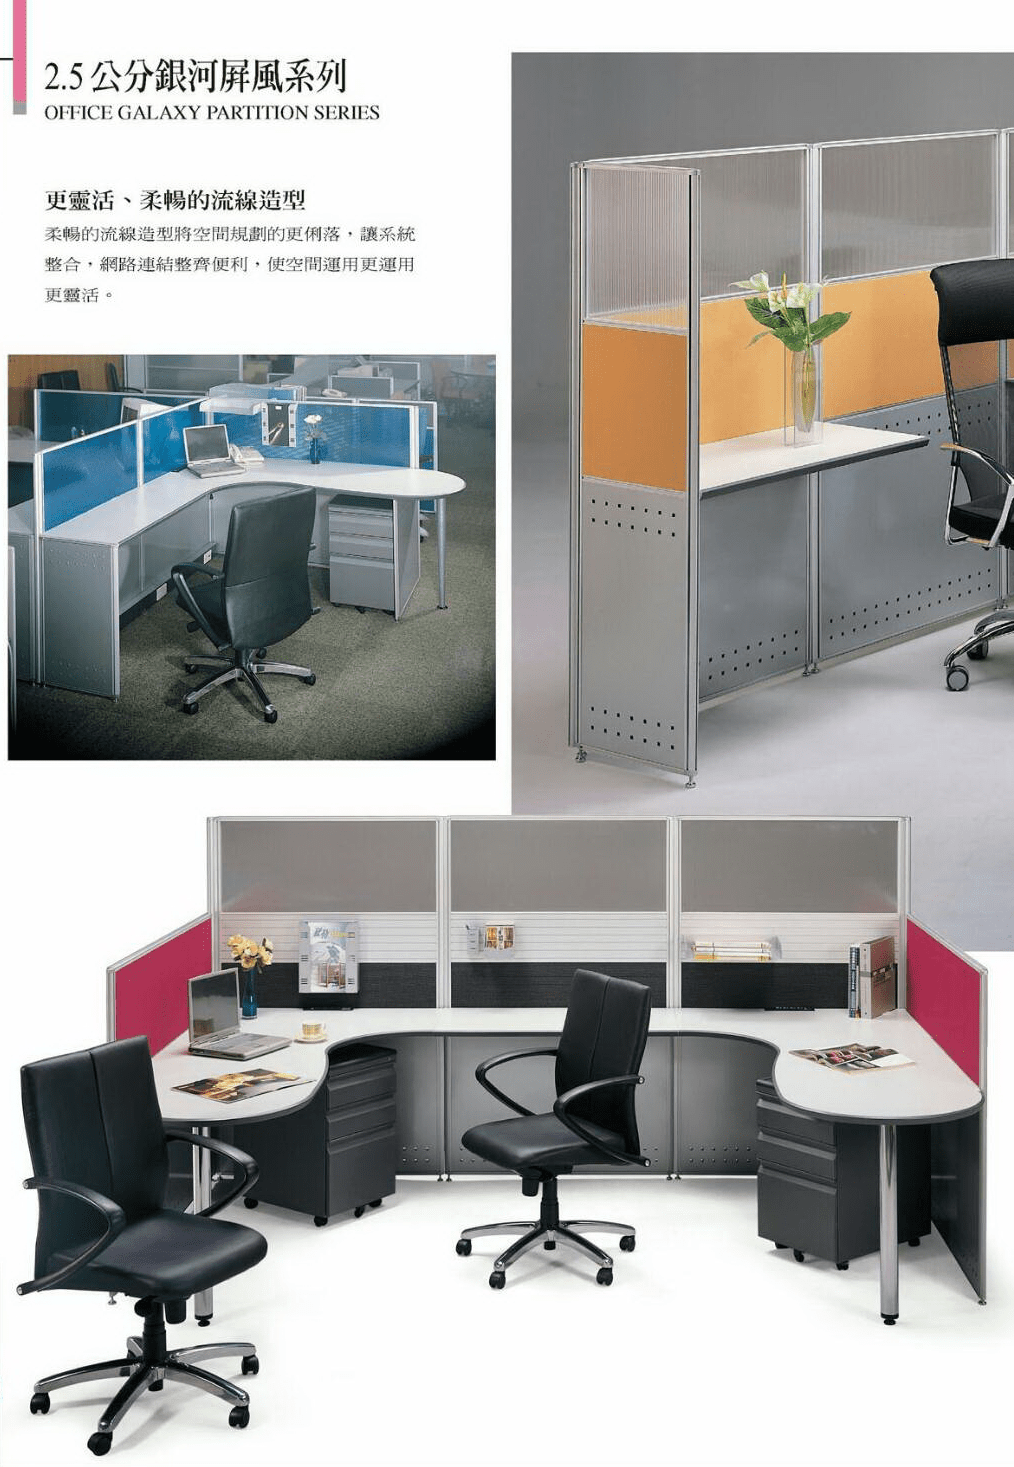 2.5公分銀河屏風系列
OFFICE GALAXY PARTITION SERIES
更靈活、柔暢的流線造型
柔暢的流線造型將空間規劃的更俐落，讓系統
整合，網路連結整齊便利，使空間運用更運用
更靈活。